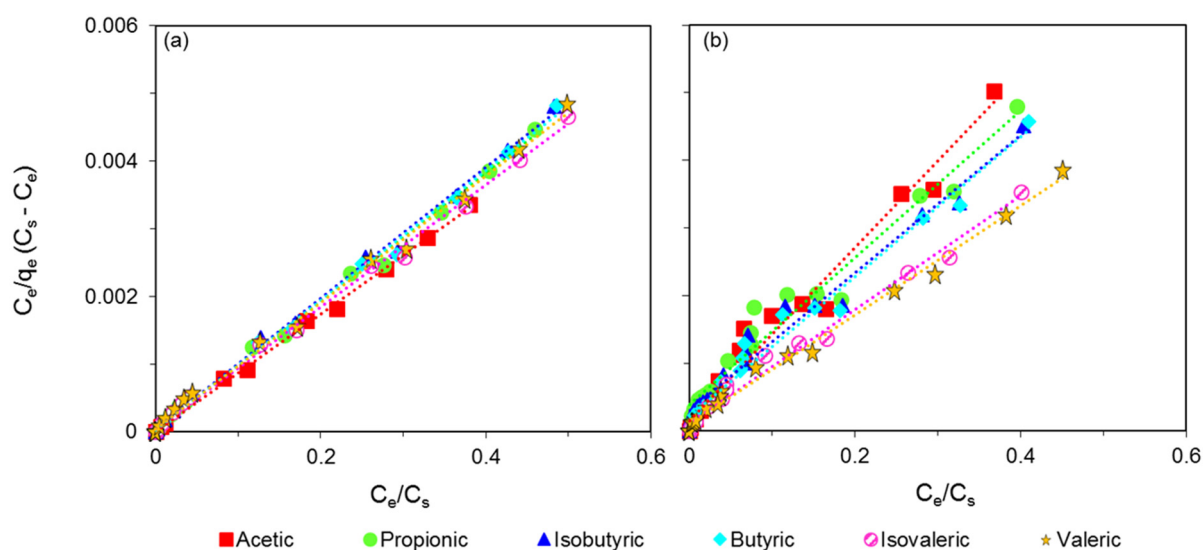 (a)
(b)
0.006
0.004
0.002
0
0 0.2 0.4 0.6
0 0.2 0.4 0.6
Ce/qe (Cs - Ce)
Ce/Cs
Ce/Cs
Acetic Propionic Isobutyric Butyric Isovaleric Valeric